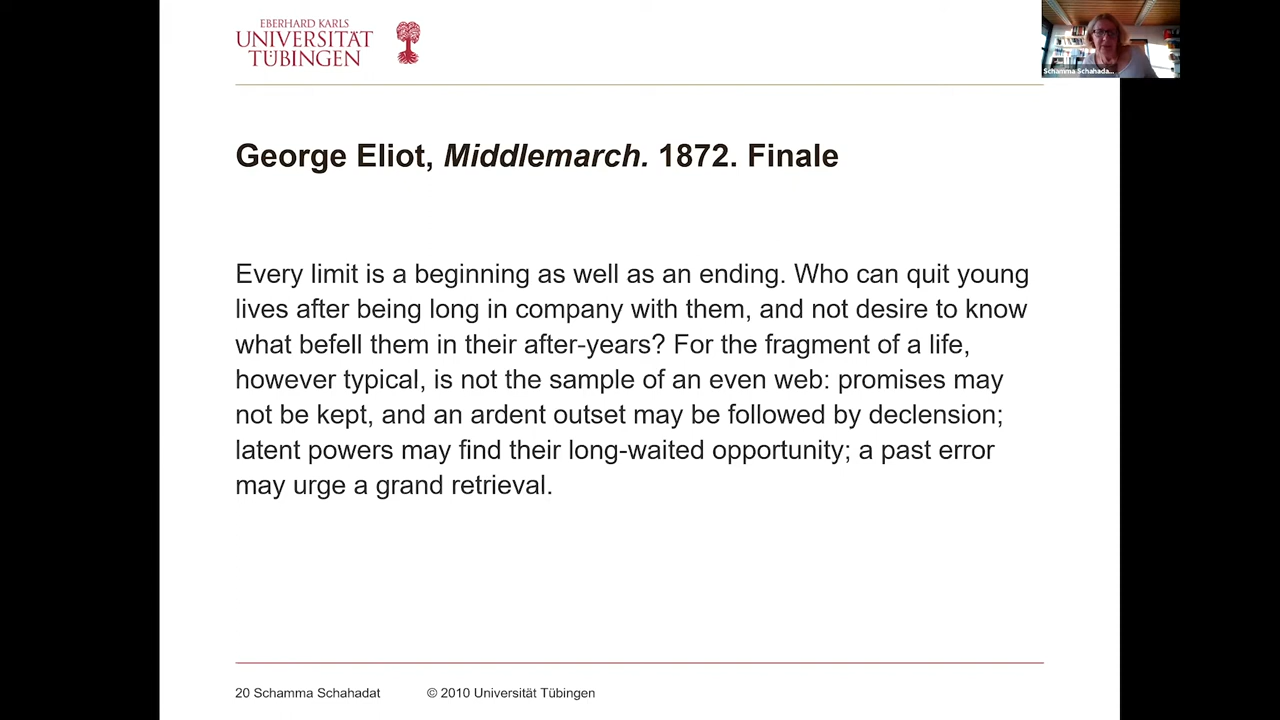 EBERHARD KARLS
UNIVERSITÄT
TÜBINGEN
Schamma Schahada...
George Eliot, Middlemarch. 1872. Finale
Every limit is a beginning as well as an ending. Who can quit young
lives after being long in company with them, and not desire to know
what befell them in their after-years? For the fragment of a life,
however typical, is not the sample of an even web: promises may
not be kept, and an ardent outset may be followed by declension;
latent powers may find their long-waited opportunity; a past error
may urge a grand retrieval.
20 Schamma Schahadat © 2010 Universität Tübingen